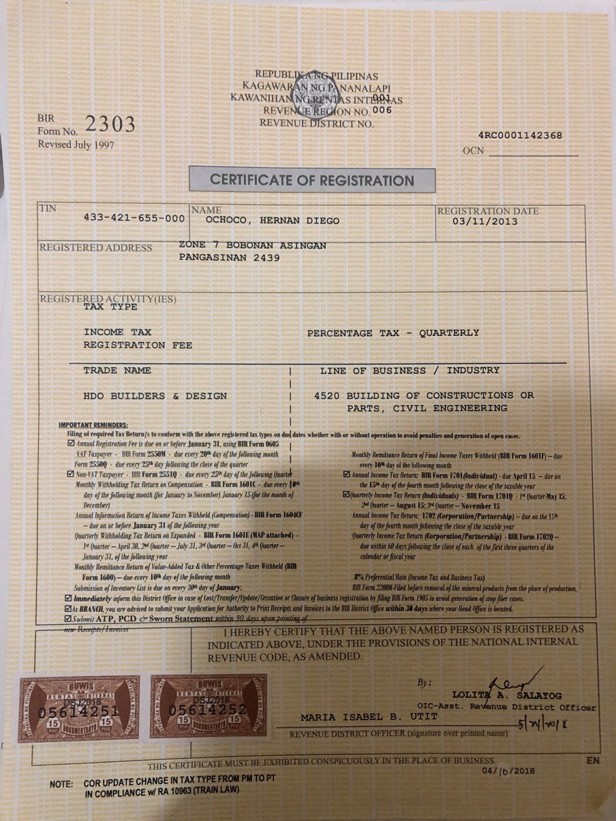 REPUBLIKA NG PILIPINAS
KAGAWARAN NG PANANALAPI
KAWANIHAN NG RENTAS INTERNAS
001
REVENUE REGION NO. 006
REVENUE DISTRICT NO.
BIR
Form No. 2303
Revised July 1997
4RC0001142368
OCN
CERTIFICATE OF REGISTRATION
TIN
433-421-655-000
NAME
OCHOCO, HERNAN DIEGO
REGISTRATION DATE
03/11/2013
REGISTERED ADDRESS
ZONE 7 BOBONAN ASINGAN
PANGASINAN 2439
REGISTERED ACTIVITY(IES)
TAX TYPE
INCOME TAX
PERCENTAGE TAX - QUARTERLY
REGISTRATION FEE
TRADE NAME
LINE OF BUSINESS / INDUSTRY
HDO BUILDERS & DESIGN
4520 BUILDING OF CONSTRUCTIONS OR
PARTS, CIVIL ENGINEERING
IMPORTANT REMINDERS:
Filing of required Tax Return/s to conform with the above registered tax types on due dates whether with or without operation to avoid penalties and generation of open cases.
Annual Registration Fee is due on or before January 31, using BIR Form 0605
VAT Taxpayer - BIR Form 2550M - due every 20th day of the following month
Form 2550Q - due every 25th day following the close of the quarter
Non-VAT Taxpayer - BIR Form 2551Q - due every 25th day of the following Quarter
Monthly Withholding Tax Return on Compensation - BIR Form 1601C - due every 10th
day of the following month (for January to November) January 15 (for the month of
December)
Annual Information Return of Income Taxes Withheld (Compensation) - BIR Form 1604CF
– due on or before January 31 of the following year
Quarterly Withholding Tax Return on Expanded - BIR Form 1601E (MAP attached) -
1st Quarter – April 30, 2nd Quarter – July 31, 3rd Quarter – Oct 31, 4th Quarter –
January 31, of the following year
Monthly Remittance Return of Value-Added Tax & Other Percentage Taxes Withheld (BIR
Form 1600) – due every 10th day of the following month
Submission of Inventory List is due on every 30th day of January.
Monthly Remittance Return of Final Income Taxes Withheld (BIR Form 1601F) – due
every 10th day of the following month
Annual Income Tax Return: BIR Form 1701(Individual) - due April 15 – due on
the 15th day of the fourth month following the close of the taxable year
Quarterly Income Tax Return (Individuals) - BIR Form 1701Q - 1st Quarter May 15;
2nd Quarter – August 15; 3rd Quarter – November 15
Annual Income Tax Return: 1702 (Corporation/Partnership) – due on the 15th
day of the fourth month following the close of the taxable year
Quarterly Income Tax Return (Corporation/Partnership) - BIR Form 1702Q -
due within 60 days following the close of each of the first three quarters of the
calendar or fiscal year
8% Preferential Rate (Income Tax and Business Tax)
BIR Form 2200M-Filed before removal of the mineral products from the place of production,
Immediately inform this District Office in case of Lost/Transfer/Update/Cessation or Closure of business registration by filing BIR Form 1905 to avoid generation of stop filer cases.
As BRANCH, you are advised to submit your Application for Authority to Print Receipts and Invoices to the BIR District Office within 30 days where your Head Office is located.
Submit ATP, PCD & Sworn Statement within 30 days upon printing of
new Receipts/Invoices
I HEREBY CERTIFY THAT THE ABOVE NAMED PERSON IS REGISTERED AS
INDICATED ABOVE, UNDER THE PROVISIONS OF THE NATIONAL INTERNAL
REVENUE CODE, AS AMENDED.
BUWIS
DSJ2018
05614251
15
15
BUWIS
DSJ2018
05614252
15
15
By:
LOLITA A. SALAYOG
OIC-Asst. Revenue District Officer
MARIA ISABEL B. UTIT
REVENUE DISTRICT OFFICER (signature over printed name)
THIS CERTIFICATE MUST BE EXHIBITED CONSPICUOUSLY IN THE PLACE OF BUSINESS
EN
04/10/2018
NOTE: COR UPDATE CHANGE IN TAX TYPE FROM PM TO PT
IN COMPLIANCE w/ RA 10963 (TRAIN LAW)